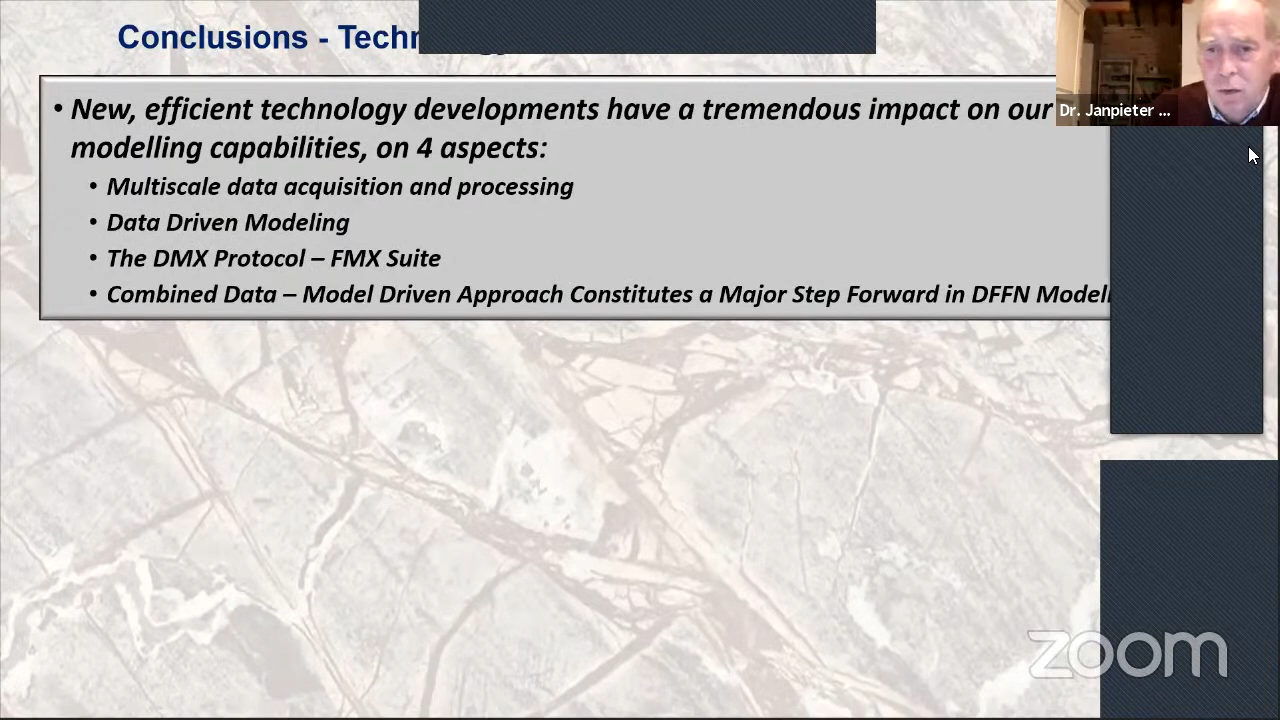 Conclusions - Techn
• New, efficient technology developments have a tremendous impact on our
modelling capabilities, on 4 aspects:
• Multiscale data acquisition and processing
• Data Driven Modeling
• The DMX Protocol – FMX Suite
• Combined Data – Model Driven Approach Constitutes a Major Step Forward in DFFN Modeli
Dr. Janpieter ...
zoom